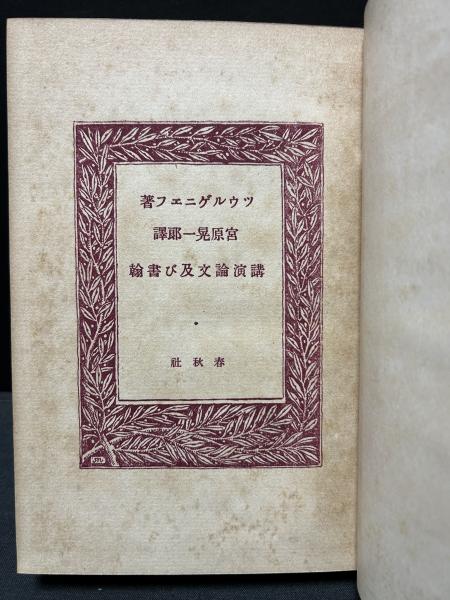 ツウルゲニエフ著
宮原晃一郎譯
講演論文及び書翰
春秋社